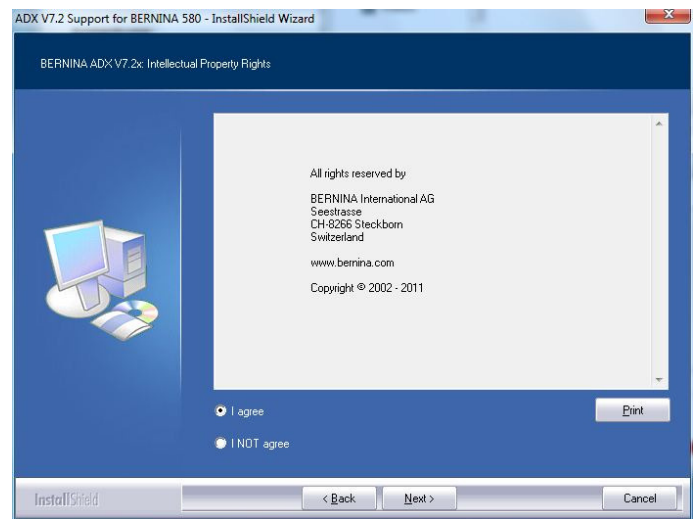 ADX V7.2 Support for BERNINA 580 - InstallShield Wizard
BERNINA ADX V7.2x: Intellectual Property Rights
All rights reserved by
BERNINA International AG
Seestrasse
CH-8266 Steckborn
Switzerland
www.bernina.com
Copyright © 2002 - 2011
I agree
Print
I NOT agree
InstallShield
< Back
Next >
Cancel